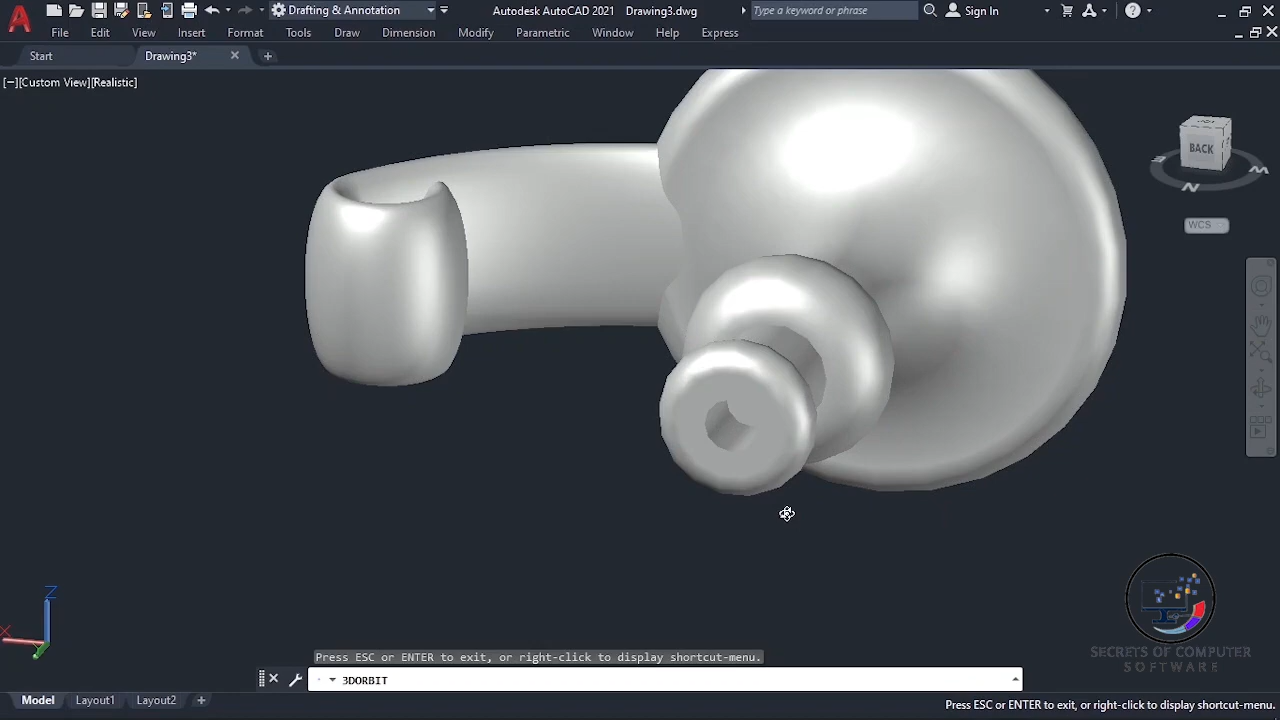 Drafting & Annotation
Autodesk AutoCAD 2021 Drawing3.dwg
Type a keyword or phrase
Sign In
File Edit View Insert Format Tools Draw Dimension Modify Parametric Window Help Express
Start
Drawing3*
[−][Custom View][Realistic]
BACK
WCS
Z
X
SECRETS OF COMPUTER
SOFTWARE
Press ESC or ENTER to exit, or right-click to display shortcut-menu.
3DORBIT
Model Layout1 Layout2
Press ESC or ENTER to exit, or right-click to display shortcut-menu.